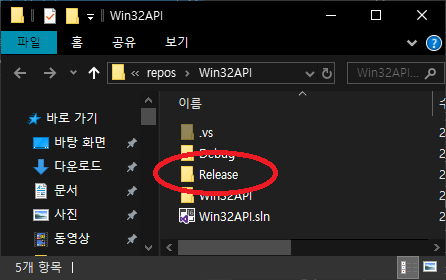 Win32API
파일 홈 공유 보기
« repos > Win32API
Win32API...
이름
바로 가기
바탕 화면
다운로드
문서
사진
동영상
.vs
Debug
Release
Win32API
Win32API.sln
5개 항목